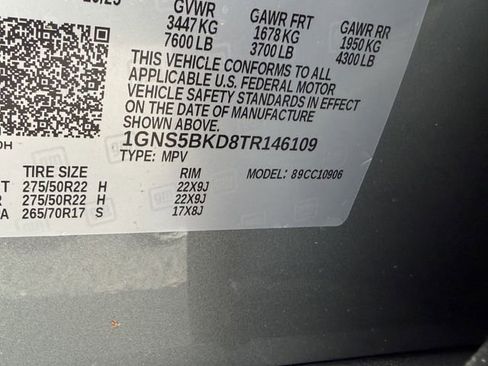 GVWR GAWR FRT GAWR RR
3447 KG 1678 KG 1950 KG
7600 LB 3700 LB 4300 LB
THIS VEHICLE CONFORMS TO ALL
APPLICABLE U.S. FEDERAL MOTOR
VEHICLE SAFETY STANDARDS IN EFFECT
ON THE DATE OF MANUFACTURE
SHOWN ABOVE.
1GNS5BKD8TR146109
TYPE: MPV
TIRE SIZE RIM MODEL: 89CC10906
T 275/50R22 H 22X9J
R 275/50R22 H 22X9J
A 265/70R17 S 17X8J